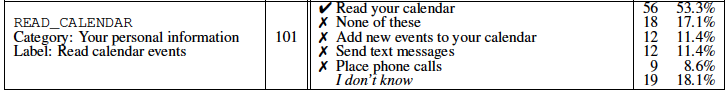 ✔ Read your calendar 56 53.3%
READ_CALENDAR ✗ None of these 18 17.1%
Category: Your personal information 101 ✗ Add new events to your calendar 12 11.4%
Label: Read calendar events ✗ Send text messages 12 11.4%
✗ Place phone calls 9 8.6%
I don't know 19 18.1%